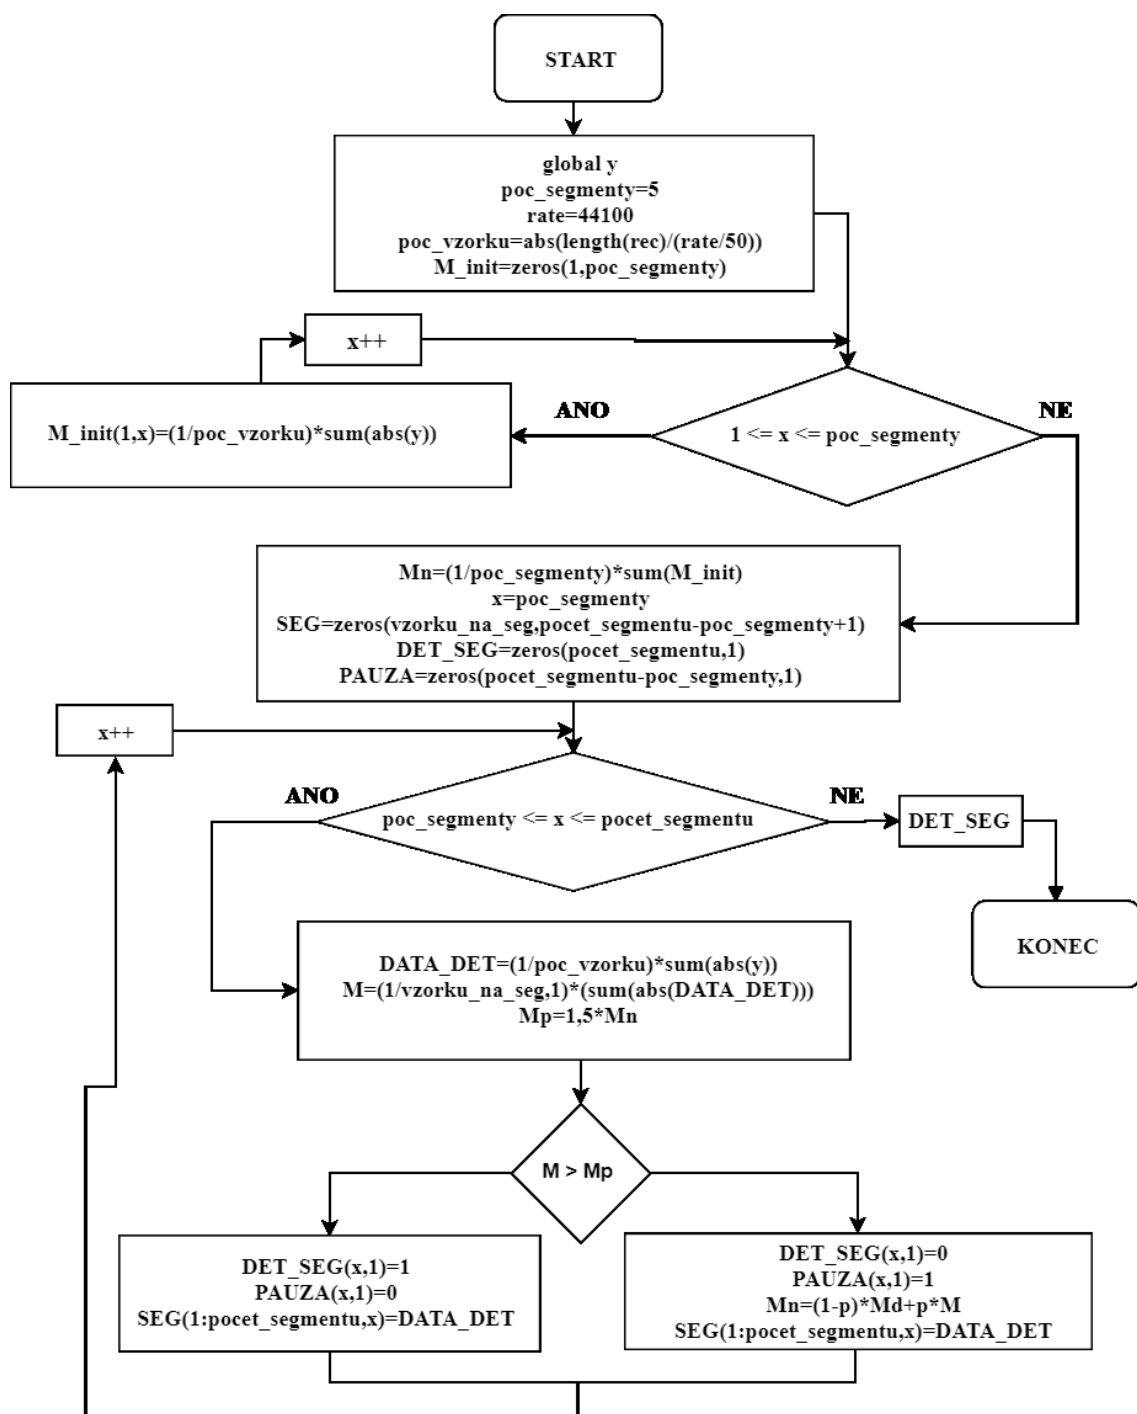 START
global y
poc_segmenty=5
rate=44100
poc_vzorku=abs(length(rec)/(rate/50))
M_init=zeros(1,poc_segmenty)
x++
ANO
NE
M_init(1,x)=(1/poc_vzorku)*sum(abs(y))
1 <= x <= poc_segmenty
Mn=(1/poc_segmenty)*sum(M_init)
x=poc_segmenty
SEG=zeros(vzorku_na_seg,pocet_segmentu-poc_segmenty+1)
DET_SEG=zeros(pocet_segmentu,1)
PAUZA=zeros(pocet_segmentu-poc_segmenty,1)
x++
ANO
NE
poc_segmenty <= x <= pocet_segmentu
DET_SEG
KONEC
DATA_DET=(1/poc_vzorku)*sum(abs(y))
M=(1/vzorku_na_seg,1)*(sum(abs(DATA_DET)))
Mp=1,5*Mn
M > Mp
DET_SEG(x,1)=1
PAUZA(x,1)=0
SEG(1:pocet_segmentu,x)=DATA_DET
DET_SEG(x,1)=0
PAUZA(x,1)=1
Mn=(1-p)*Md+p*M
SEG(1:pocet_segmentu,x)=DATA_DET